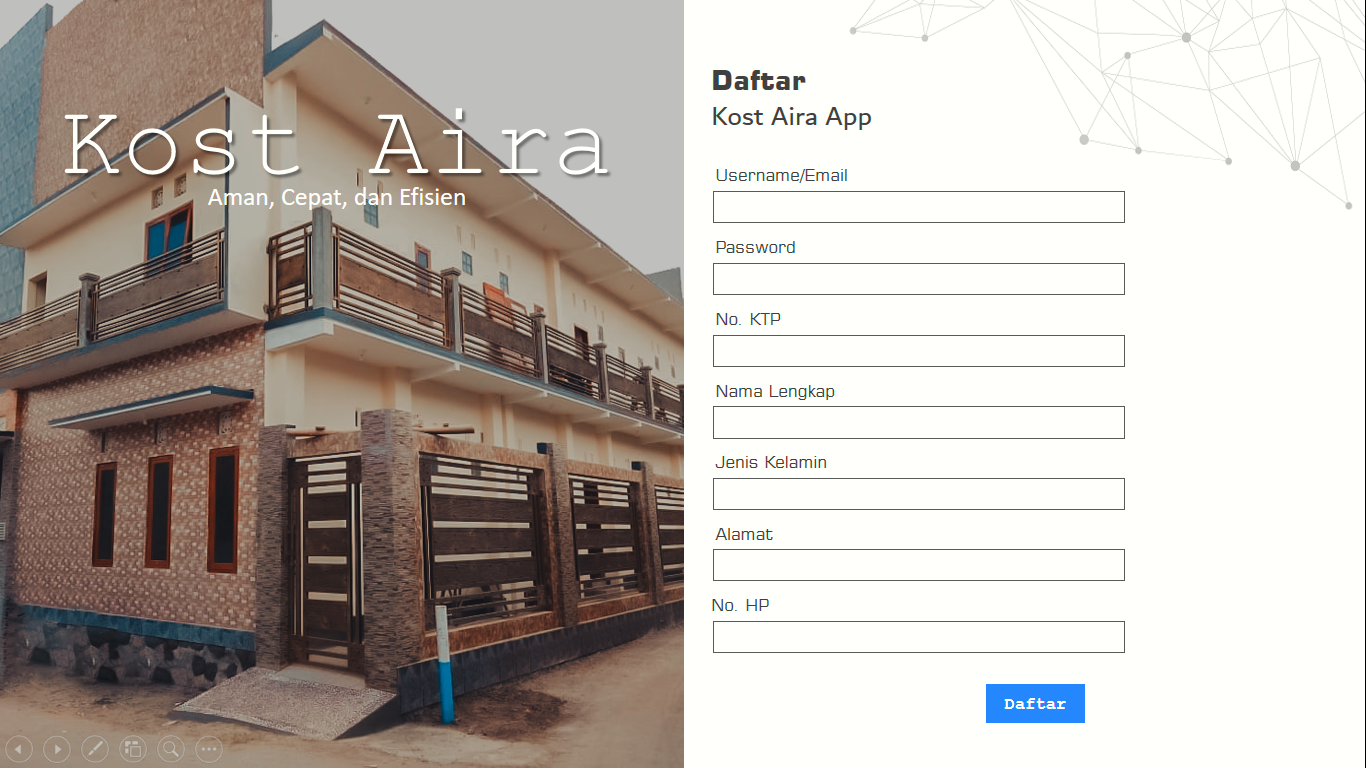 Kost Aira
Aman, Cepat, dan Efisien
Daftar
Kost Aira App
Username/Email
Password
No. KTP
Nama Lengkap
Jenis Kelamin
Alamat
No. HP
Daftar